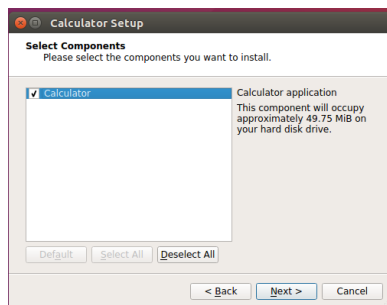 Calculator Setup
Select Components
Please select the components you want to install.
Calculator
Calculator application
This component will occupy
approximately 49.75 MiB on
your hard disk drive.
Default
Select All
Deselect All
< Back
Next >
Cancel